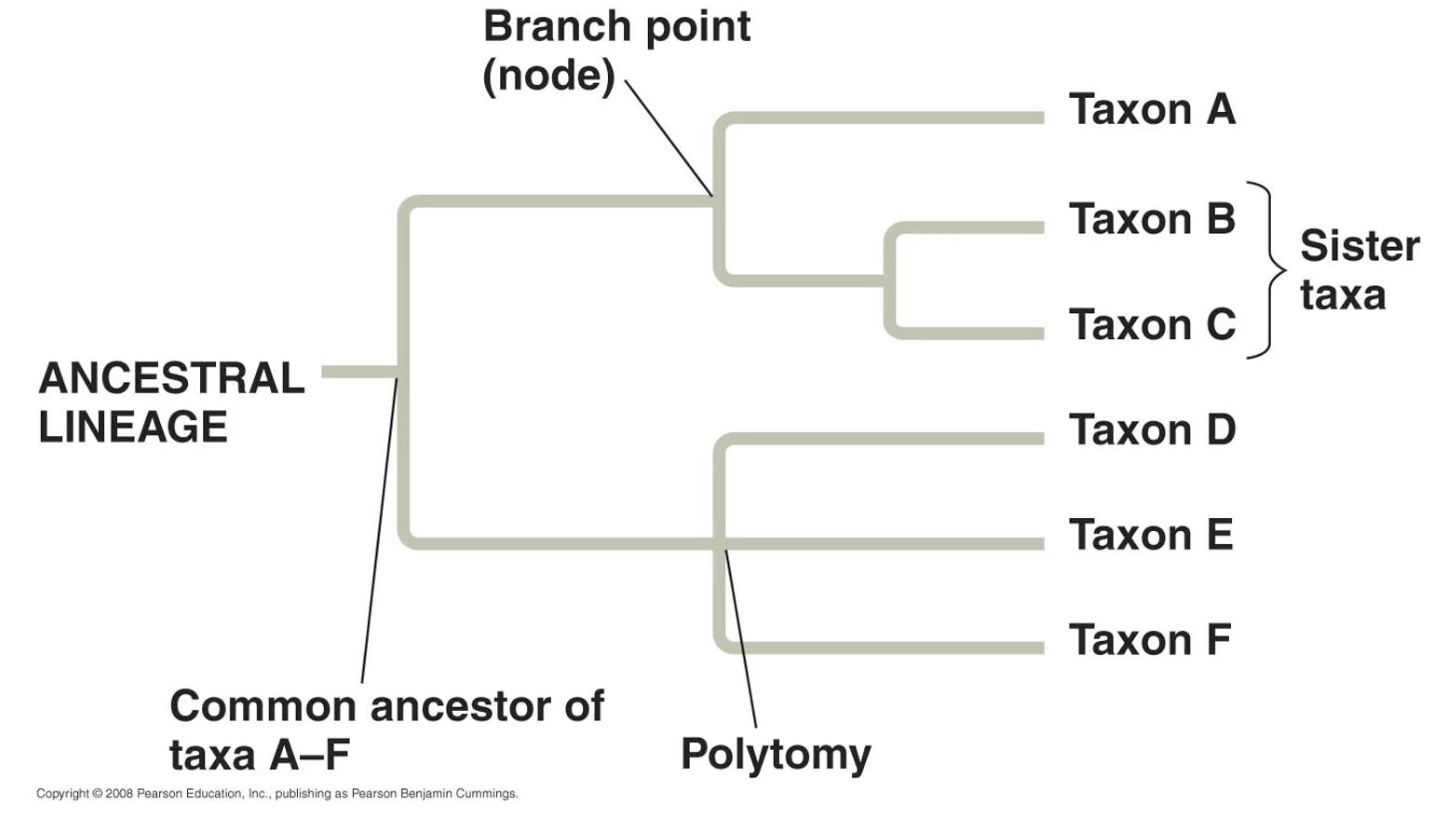 Branch point
(node)
Taxon A
Taxon B
Sister
taxa
Taxon C
ANCESTRAL
LINEAGE
Taxon D
Taxon E
Taxon F
Common ancestor of
taxa A–F
Polytomy
Copyright © 2008 Pearson Education, Inc., publishing as Pearson Benjamin Cummings.